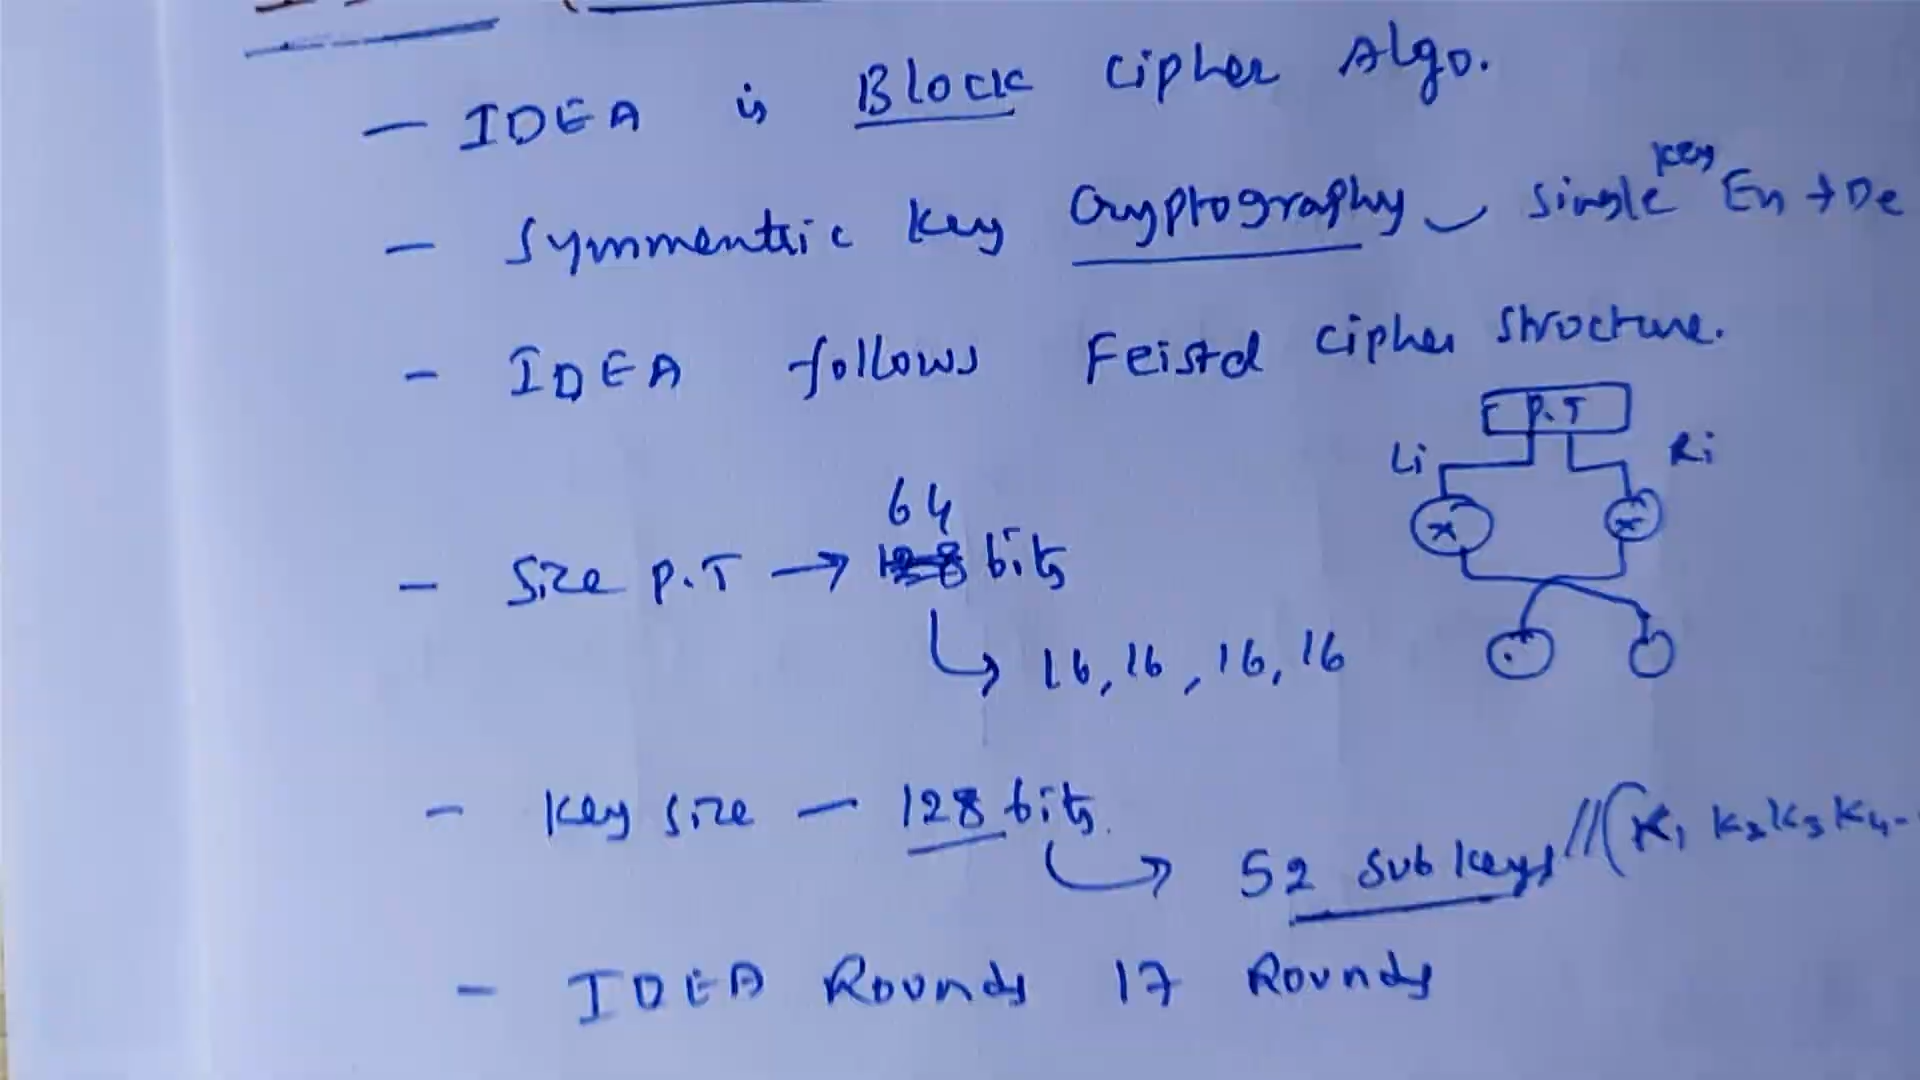 - IDEA is Block cipher Algo.
- Symmentric key Cryptography - Single key En + De
- IDEA follows Feistel cipher structure.
P.T
Li Ri
64
- Size P.T → 128 bits
16, 16, 16, 16
- Key size - 128 bits.
52 sub keys // (K1 K2 K3 K4 -
- IDEA Rounds 17 Rounds